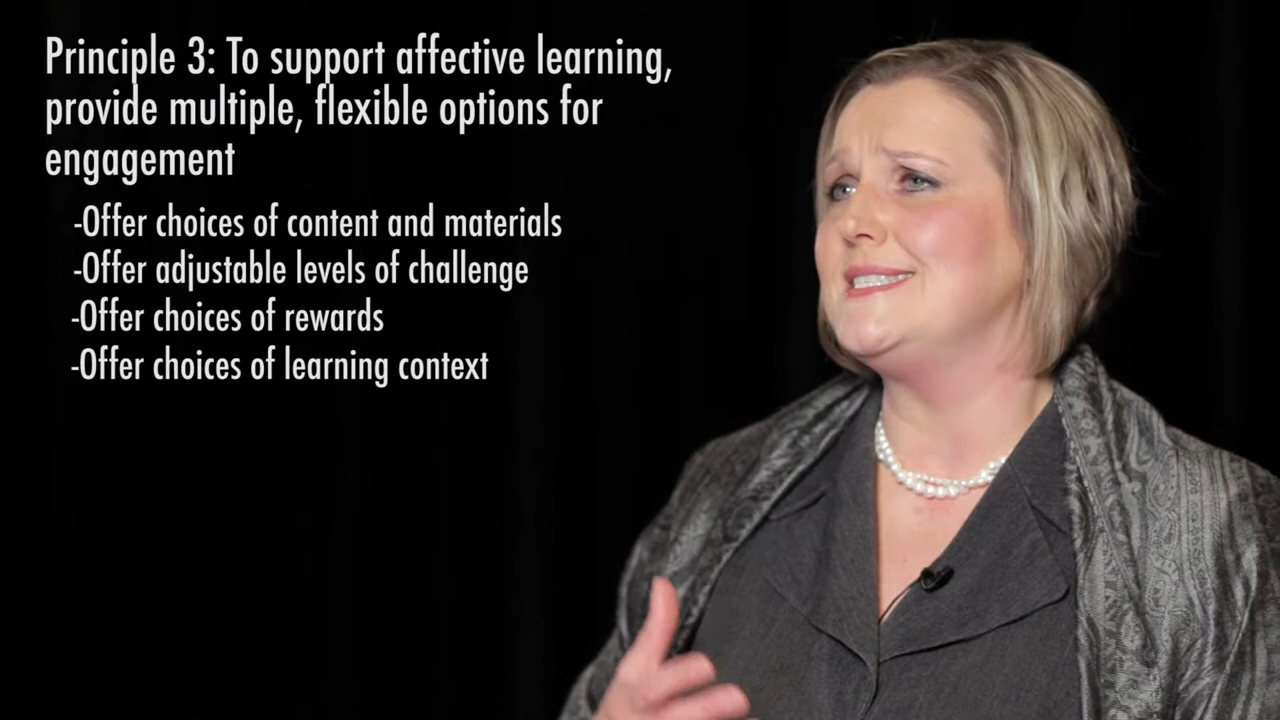 Principle 3: To support affective learning,
provide multiple, flexible options for
engagement
-Offer choices of content and materials
-Offer adjustable levels of challenge
-Offer choices of rewards
-Offer choices of learning context